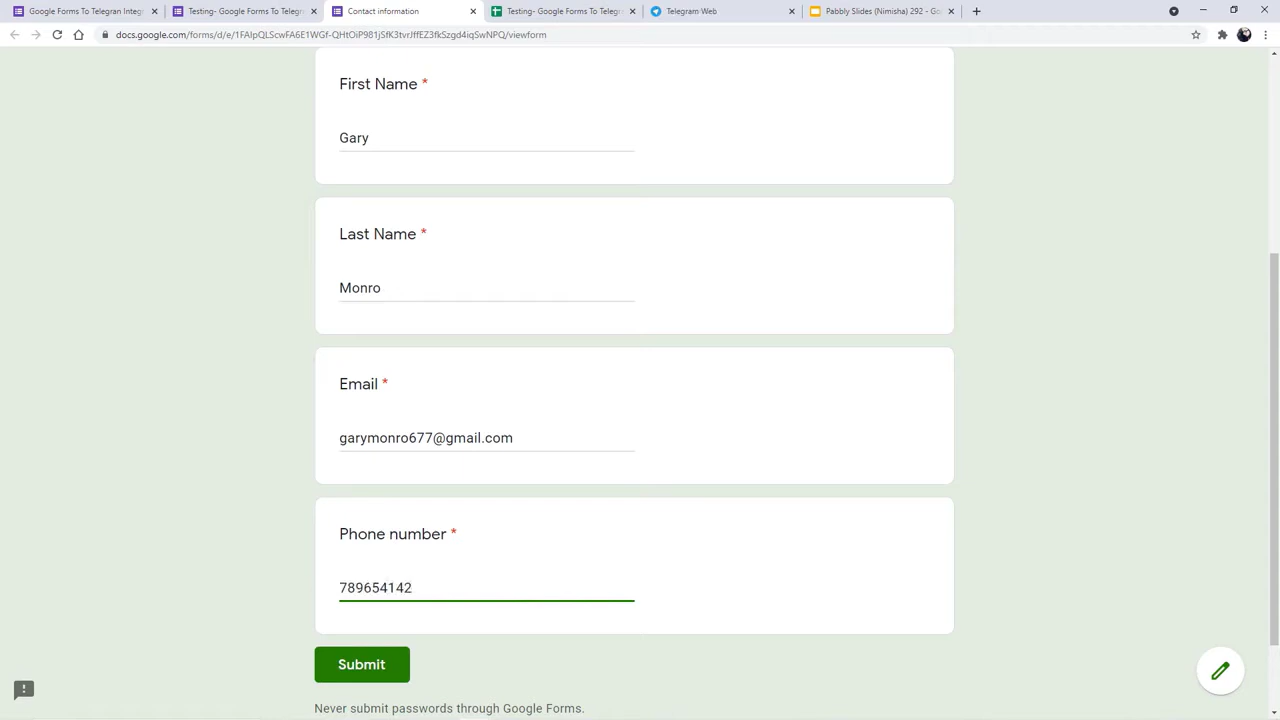 Google Forms To Telegran Integ
Testing- Google Forms To Telegr
Contact information
Testing- Google Forms To Telegr
Telegram Web
Pabbly Slides (Nimisha) 292 - Go
docs.google.com/forms/d/e/1FAIpQLScwFA6E1WGf-QHtOiP981jSfK3tvrJffEZ3fkSzgd4iqSwNPQ/viewform
First Name *
Gary
Last Name *
Monro
Email *
garymonro677@gmail.com
Phone number *
789654142
Submit
Never submit passwords through Google Forms.